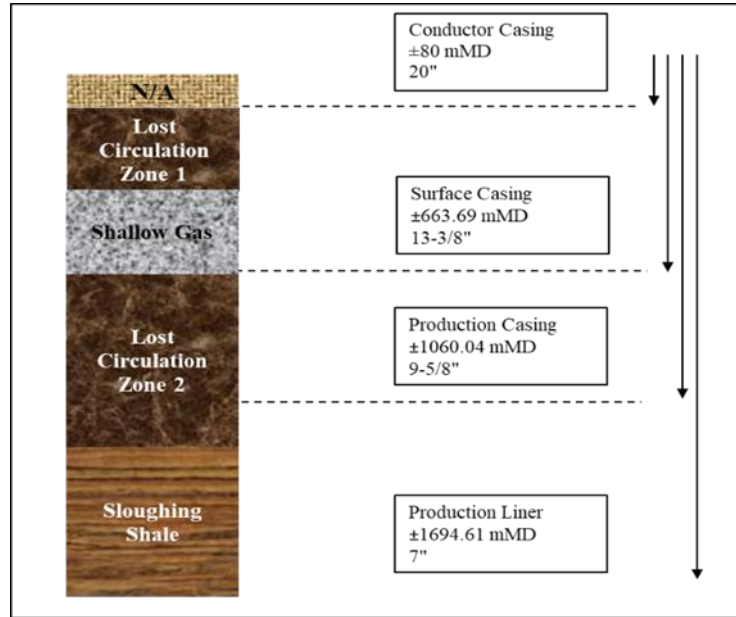 N/A
Lost
Circulation
Zone 1
Shallow Gas
Lost
Circulation
Zone 2
Sloughing
Shale
Conductor Casing
±80 mMD
20"
Surface Casing
±663.69 mMD
13-3/8"
Production Casing
±1060.04 mMD
9-5/8"
Production Liner
±1694.61 mMD
7"